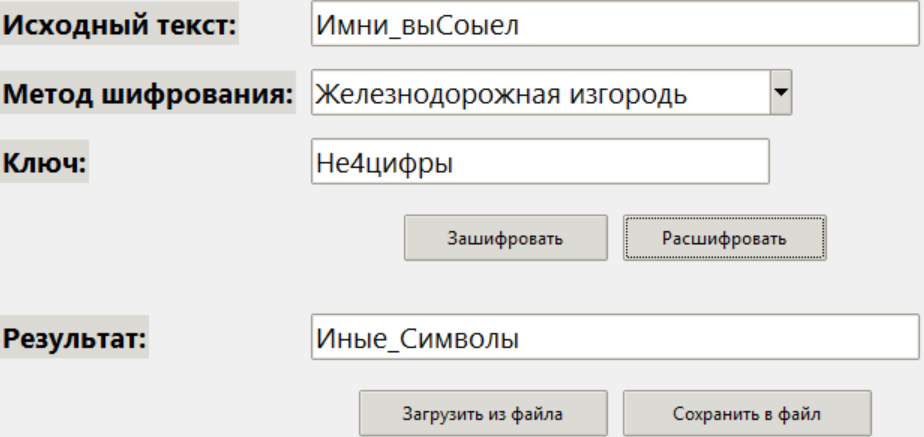 Исходный текст: Имни_выСоыел
Метод шифрования: Железнодорожная изгородь
Ключ: Не4цифры
Зашифровать Расшифровать
Результат: Иные_Символы
Загрузить из файла Сохранить в файл